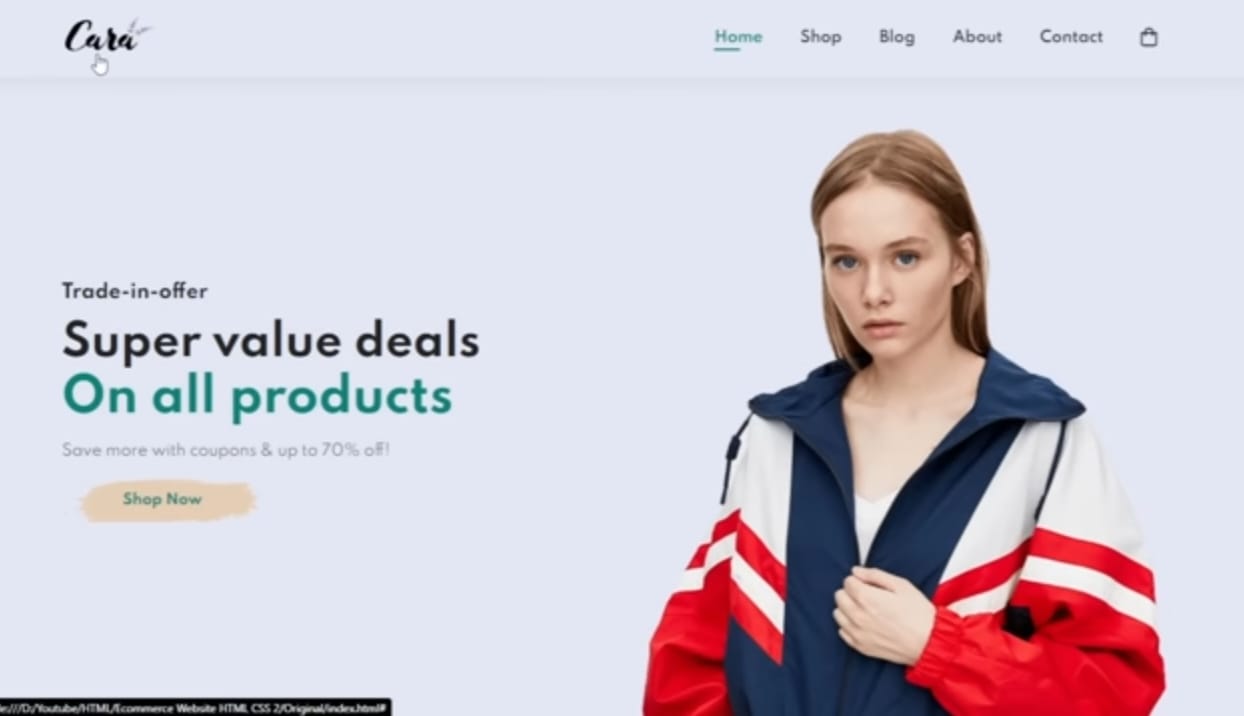 Cara
Home Shop Blog About Contact
Trade-in-offer
Super value deals
On all products
Save more with coupons & up to 70% off!
Shop Now
e:///D:/Youtube/HTML/Ecommerce Website HTML CSS 2/Original/index.html#